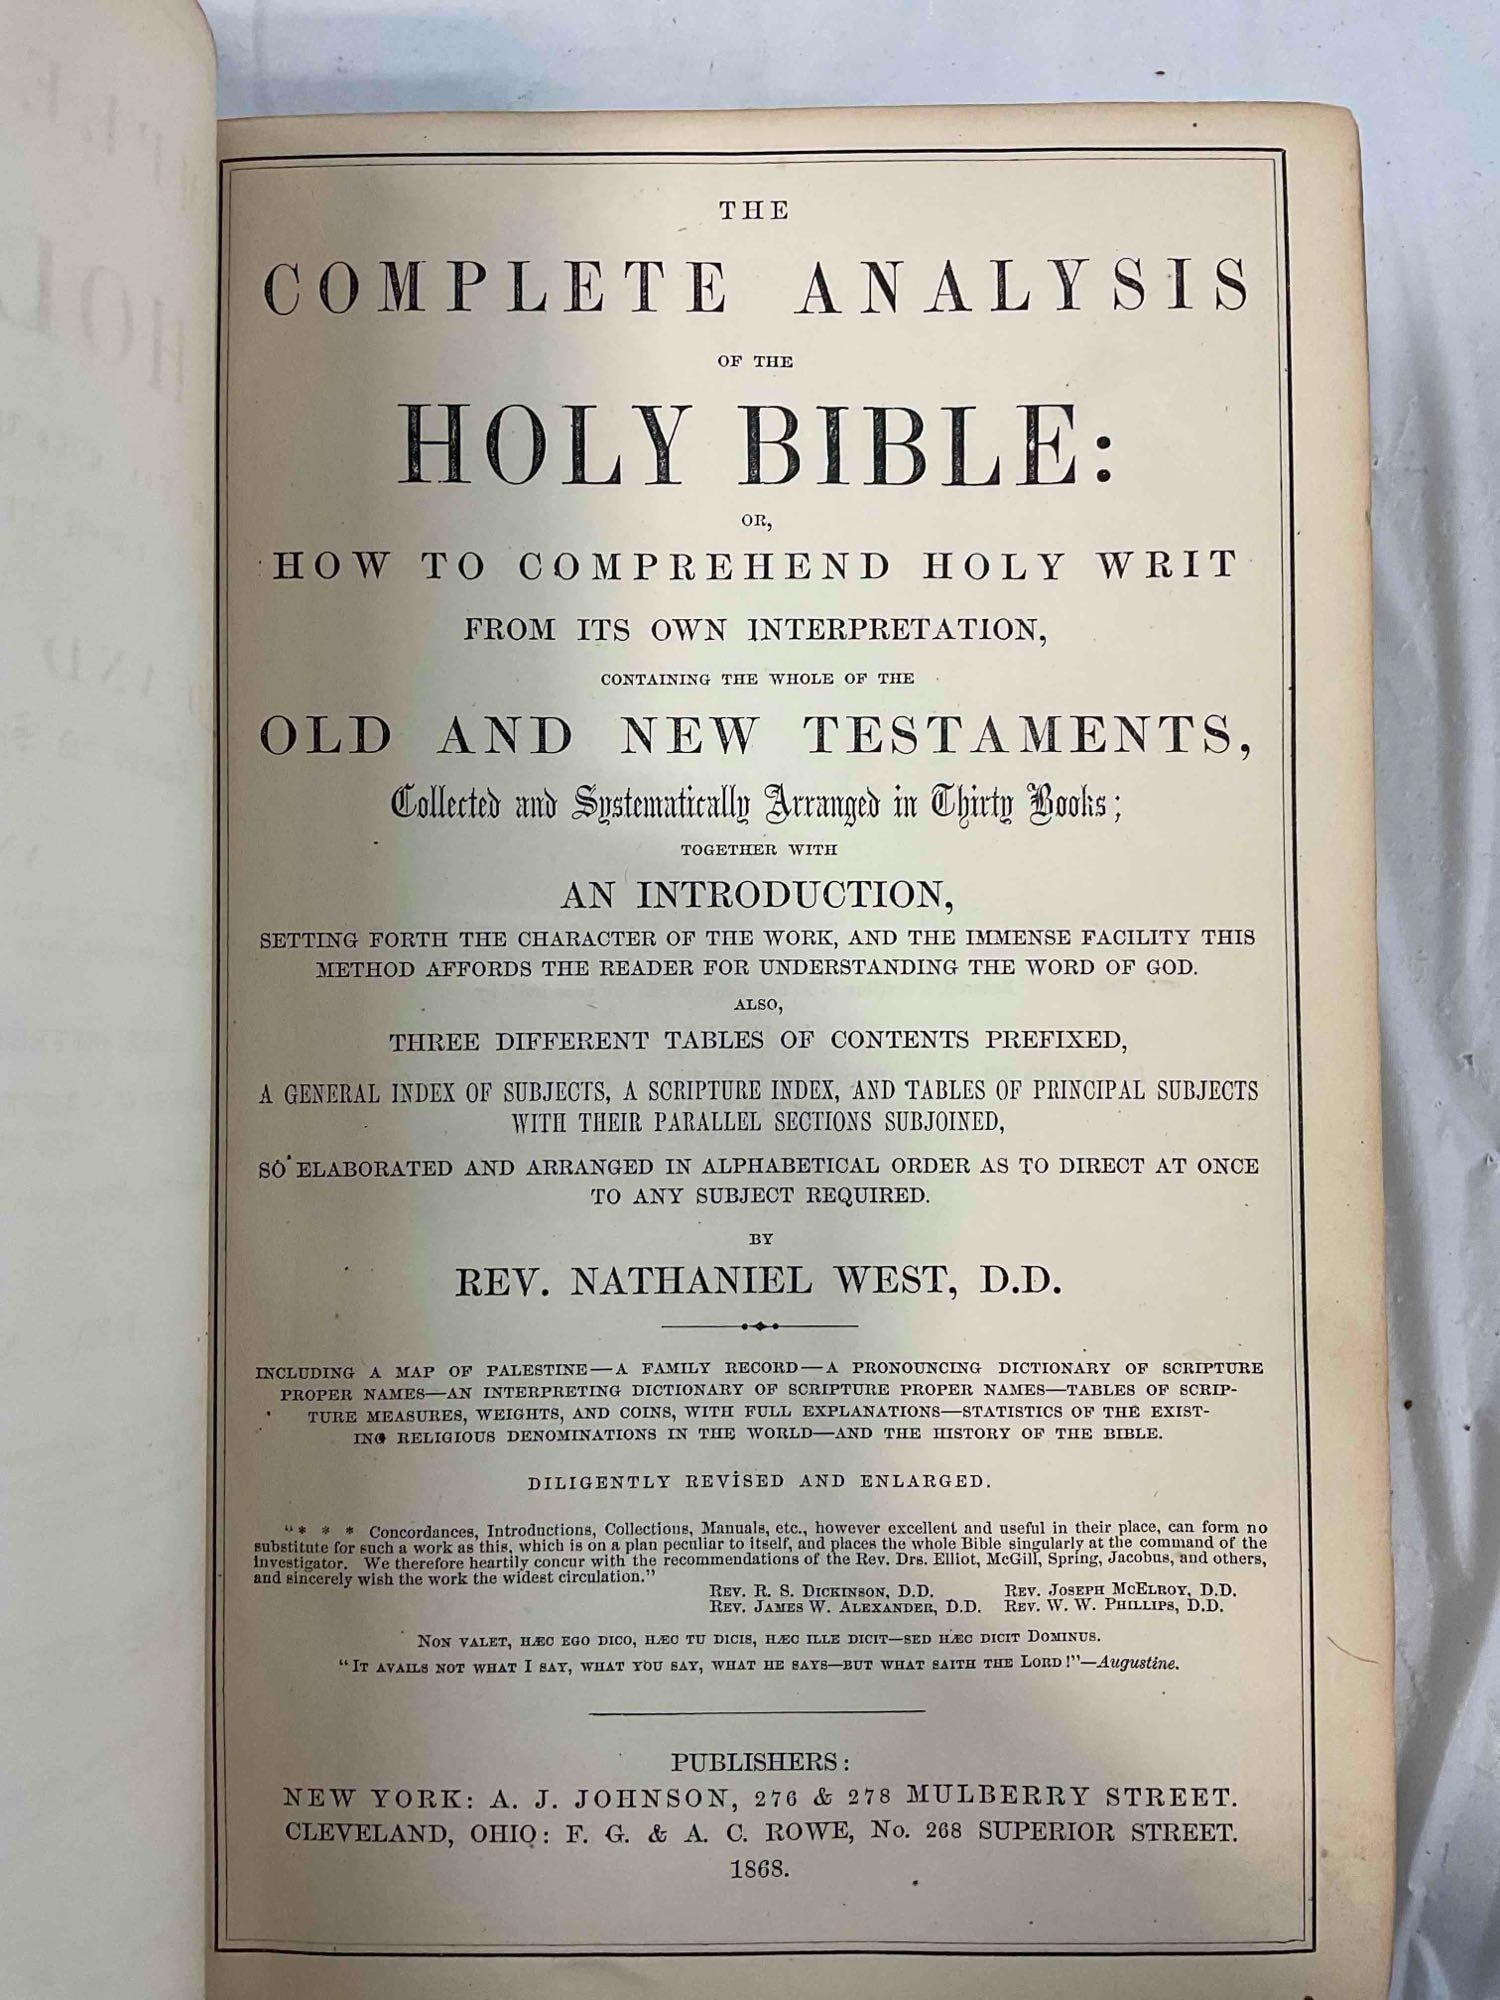 THE
COMPLETE ANALYSIS
OF THE
HOLY BIBLE:
OR,
HOW TO COMPREHEND HOLY WRIT
FROM ITS OWN INTERPRETATION,
CONTAINING THE WHOLE OF THE
OLD AND NEW TESTAMENTS,
Collected and Systematically Arranged in Thirty Books;
TOGETHER WITH
AN INTRODUCTION,
SETTING FORTH THE CHARACTER OF THE WORK, AND THE IMMENSE FACILITY THIS
METHOD AFFORDS THE READER FOR UNDERSTANDING THE WORD OF GOD.
ALSO,
THREE DIFFERENT TABLES OF CONTENTS PREFIXED,
A GENERAL INDEX OF SUBJECTS, A SCRIPTURE INDEX, AND TABLES OF PRINCIPAL SUBJECTS
WITH THEIR PARALLEL SECTIONS SUBJOINED,
SO ELABORATED AND ARRANGED IN ALPHABETICAL ORDER AS TO DIRECT AT ONCE
TO ANY SUBJECT REQUIRED.
BY
REV. NATHANIEL WEST, D.D.
INCLUDING A MAP OF PALESTINE—A FAMILY RECORD—A PRONOUNCING DICTIONARY OF SCRIPTURE
PROPER NAMES—AN INTERPRETING DICTIONARY OF SCRIPTURE PROPER NAMES—TABLES OF SCRIP-
TURE MEASURES, WEIGHTS, AND COINS, WITH FULL EXPLANATIONS—STATISTICS OF THE EXIST-
ING RELIGIOUS DENOMINATIONS IN THE WORLD—AND THE HISTORY OF THE BIBLE.
DILIGENTLY REVISED AND ENLARGED.
"* * * Concordances, Introductions, Collections, Manuals, etc., however excellent and useful in their place, can form no
substitute for such a work as this, which is on a plan peculiar to itself, and places the whole Bible singularly at the command of the
investigator. We therefore heartily concur with the recommendations of the Rev. Drs. Elliot, McGill, Spring, Jacobus, and others,
and sincerely wish the work the widest circulation."
REV. R. S. DICKINSON, D.D. REV. JOSEPH McELROY, D.D.
REV. JAMES W. ALEXANDER, D.D. REV. W. W. PHILLIPS, D.D.
NON VALET, HÆC EGO DICO, HÆC TU DICIS, HÆC ILLE DICIT—SED HÆC DICIT DOMINUS.
"IT AVAILS NOT WHAT I SAY, WHAT YOU SAY, WHAT HE SAYS—BUT WHAT SAITH THE LORD!"—Augustine.
PUBLISHERS:
NEW YORK: A. J. JOHNSON, 276 & 278 MULBERRY STREET.
CLEVELAND, OHIO: F. G. & A. C. ROWE, No. 268 SUPERIOR STREET.
1868.